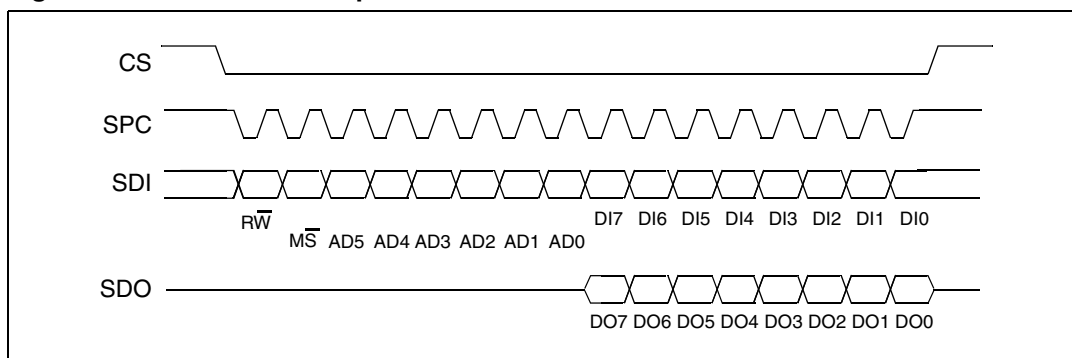 CS
SPC
SDI
RW̅
DI7 DI6 DI5 DI4 DI3 DI2 DI1 DI0
MS̅ AD5 AD4 AD3 AD2 AD1 AD0
SDO
DO7 DO6 DO5 DO4 DO3 DO2 DO1 DO0